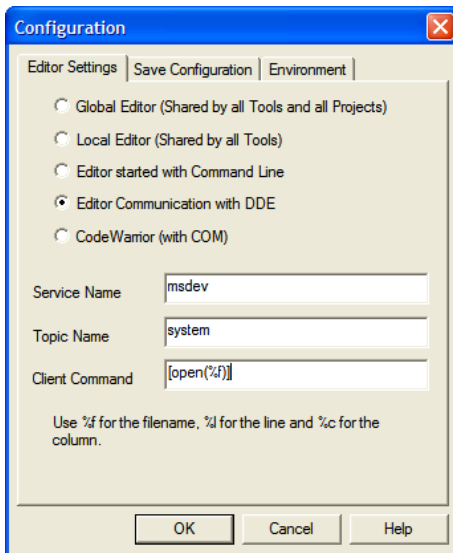 Configuration
Editor Settings
Save Configuration
Environment
Global Editor (Shared by all Tools and all Projects)
Local Editor (Shared by all Tools)
Editor started with Command Line
Editor Communication with DDE
CodeWarrior (with COM)
Service Name
msdev
Topic Name
system
Client Command
[open(%f)]
Use %f for the filename, %l for the line and %c for the
column.
OK
Cancel
Help